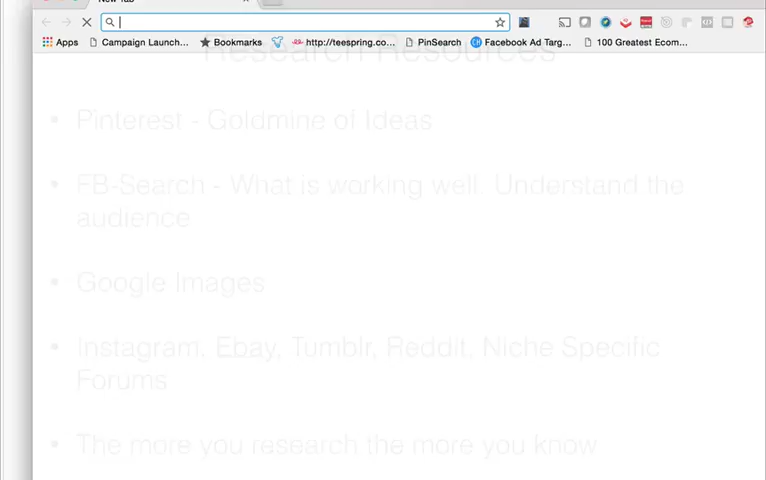 New Tab
Apps Campaign Launch... Bookmarks http://teespring.co... PinSearch Facebook Ad Targ... 100 Greatest Ecom...
Research Resources
• Pinterest - Goldmine of Ideas
• FB-Search - What is working well. Understand the
audience
• Google Images
• Instagram, Ebay, Tumblr, Reddit, Niche Specific
Forums
• The more you research the more you know